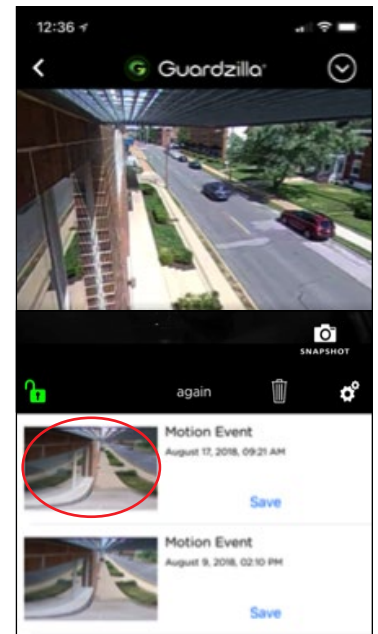 12:36
Guardzilla
SNAPSHOT
again
Motion Event
August 17, 2018, 09:21 AM
Save
Motion Event
August 9, 2018, 02:10 PM
Save